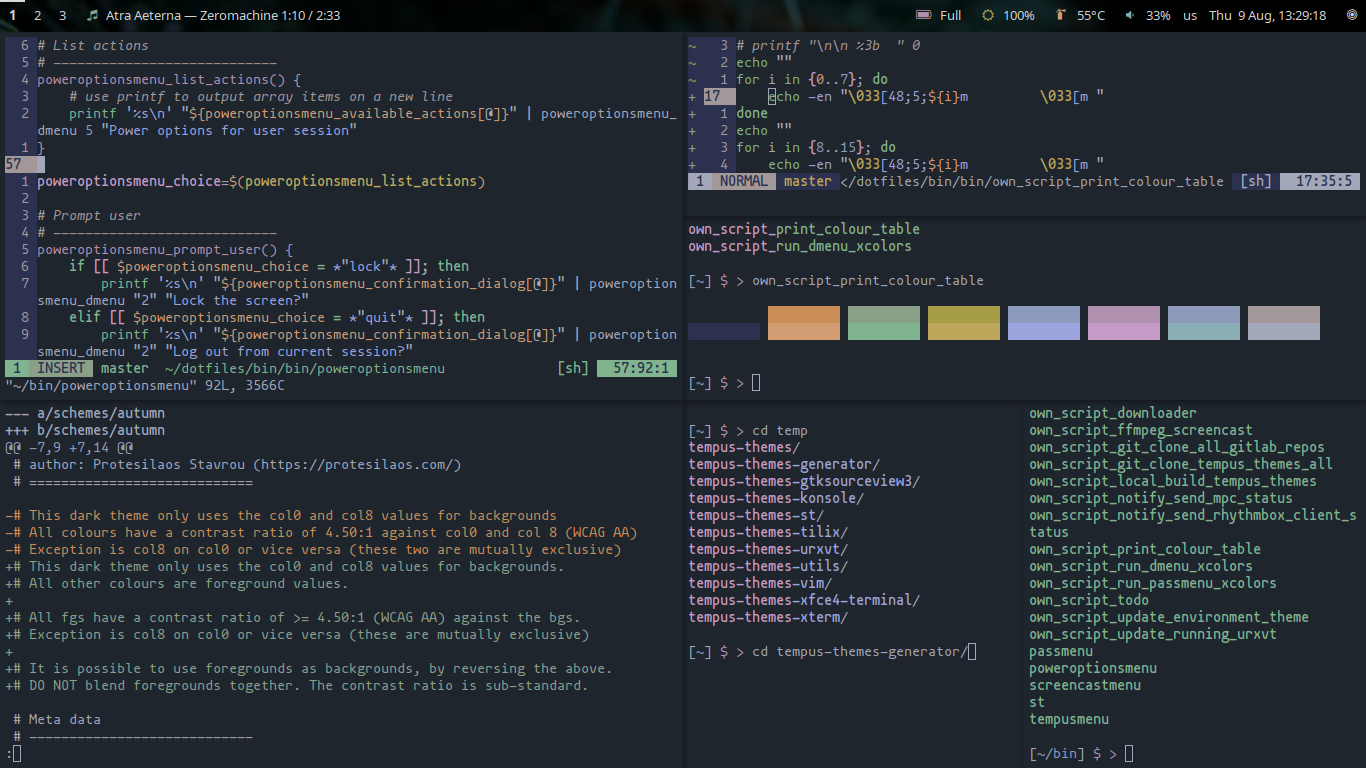 1 2 3 Atra Aeterna — Zeromachine 1:10 / 2:33 Full 100% 55°C 33% us Thu 9 Aug, 13:29:18
6 # List actions
5 # ----------------------------
4 poweroptionsmenu_list_actions() {
3     # use printf to output array items on a new line
2     printf '%s\n' "${poweroptionsmenu_available_actions[@]}" | poweroptionsmenu_
dmenu 5 "Power options for user session"
1 }
57
1 poweroptionsmenu_choice=$(poweroptionsmenu_list_actions)
2
3 # Prompt user
4 # ----------------------------
5 poweroptionsmenu_prompt_user() {
6     if [[ $poweroptionsmenu_choice = *"lock"* ]]; then
7         printf '%s\n' "${poweroptionsmenu_confirmation_dialog[@]}" | poweroption
smenu_dmenu "2" "Lock the screen?"
8     elif [[ $poweroptionsmenu_choice = *"quit"* ]]; then
9         printf '%s\n' "${poweroptionsmenu_confirmation_dialog[@]}" | poweroption
smenu_dmenu "2" "Log out from current session?"
1 INSERT master ~/dotfiles/bin/bin/poweroptionsmenu [sh] 57:92:1
"~/bin/poweroptionsmenu" 92L, 3566C
~ 3 # printf "\n\n %3b  " 0
~ 2 echo ""
~ 1 for i in {0..7}; do
+ 17     echo -en "\033[48;5;${i}m         \033[m "
+ 1 done
+ 2 echo ""
+ 3 for i in {8..15}; do
+ 4     echo -en "\033[48;5;${i}m         \033[m "
1 NORMAL master </dotfiles/bin/bin/own_script_print_colour_table [sh] 17:35:5
own_script_print_colour_table
own_script_run_dmenu_xcolors
[~] $ > own_script_print_colour_table
[~] $ >
--- a/schemes/autumn
+++ b/schemes/autumn
@@ -7,9 +7,14 @@
 # author: Protesilaos Stavrou (https://protesilaos.com/)
 # ============================
-# This dark theme only uses the col0 and col8 values for backgrounds
-# All colours have a contrast ratio of 4.50:1 against col0 and col 8 (WCAG AA)
-# Exception is col8 on col0 or vice versa (these two are mutually exclusive)
+# This dark theme only uses the col0 and col8 values for backgrounds.
+# All other colours are foreground values.
+
+# All fgs have a contrast ratio of >= 4.50:1 (WCAG AA) against the bgs.
+# Exception is col8 on col0 or vice versa (these are mutually exclusive)
+
+# It is possible to use foregrounds as backgrounds, by reversing the above.
+# DO NOT blend foregrounds together. The contrast ratio is sub-standard.
 # Meta data
 # ----------------------------
:
[~] $ > cd temp
tempus-themes/
tempus-themes-generator/
tempus-themes-gtksourceview3/
tempus-themes-konsole/
tempus-themes-st/
tempus-themes-tilix/
tempus-themes-urxvt/
tempus-themes-utils/
tempus-themes-vim/
tempus-themes-xfce4-terminal/
tempus-themes-xterm/
[~] $ > cd tempus-themes-generator/
own_script_downloader
own_script_ffmpeg_screencast
own_script_git_clone_all_gitlab_repos
own_script_git_clone_tempus_themes_all
own_script_local_build_tempus_themes
own_script_notify_send_mpc_status
own_script_notify_send_rhythmbox_client_s
tatus
own_script_print_colour_table
own_script_run_dmenu_xcolors
own_script_run_passmenu_xcolors
own_script_todo
own_script_update_environment_theme
own_script_update_running_urxvt
passmenu
poweroptionsmenu
screencastmenu
st
tempusmenu
[~/bin] $ >